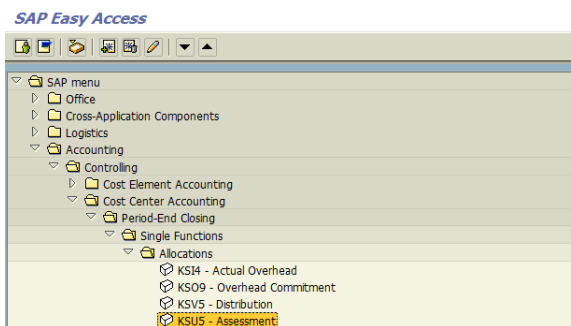 SAP Easy Access
SAP menu
Office
Cross-Application Components
Logistics
Accounting
Controlling
Cost Element Accounting
Cost Center Accounting
Period-End Closing
Single Functions
Allocations
KSI4 - Actual Overhead
KSO9 - Overhead Commitment
KSV5 - Distribution
KSU5 - Assessment